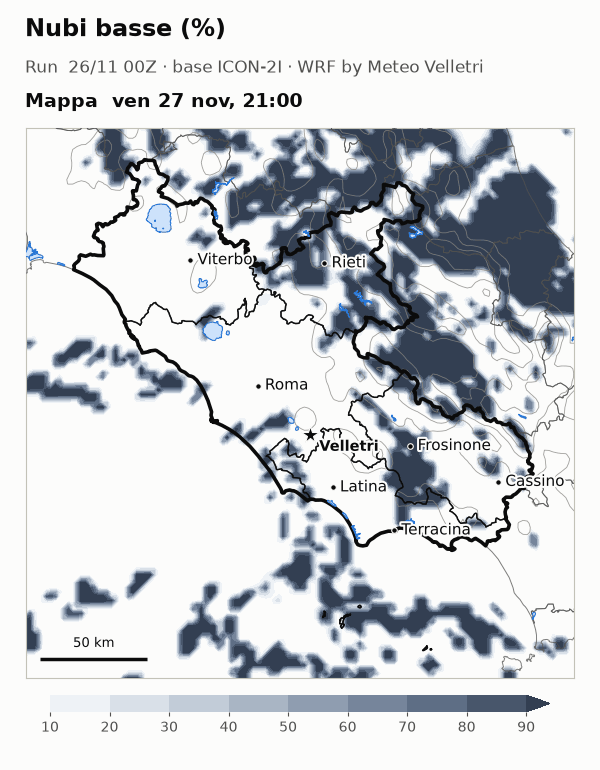 Nubi basse (%)
Run  26/11 00Z · base ICON-2I · WRF by Meteo Velletri
Mappa  ven 27 nov, 21:00
Viterbo
Rieti
Roma
Velletri
Frosinone
Latina
Cassino
Terracina
50 km
10 20 30 40 50 60 70 80 90